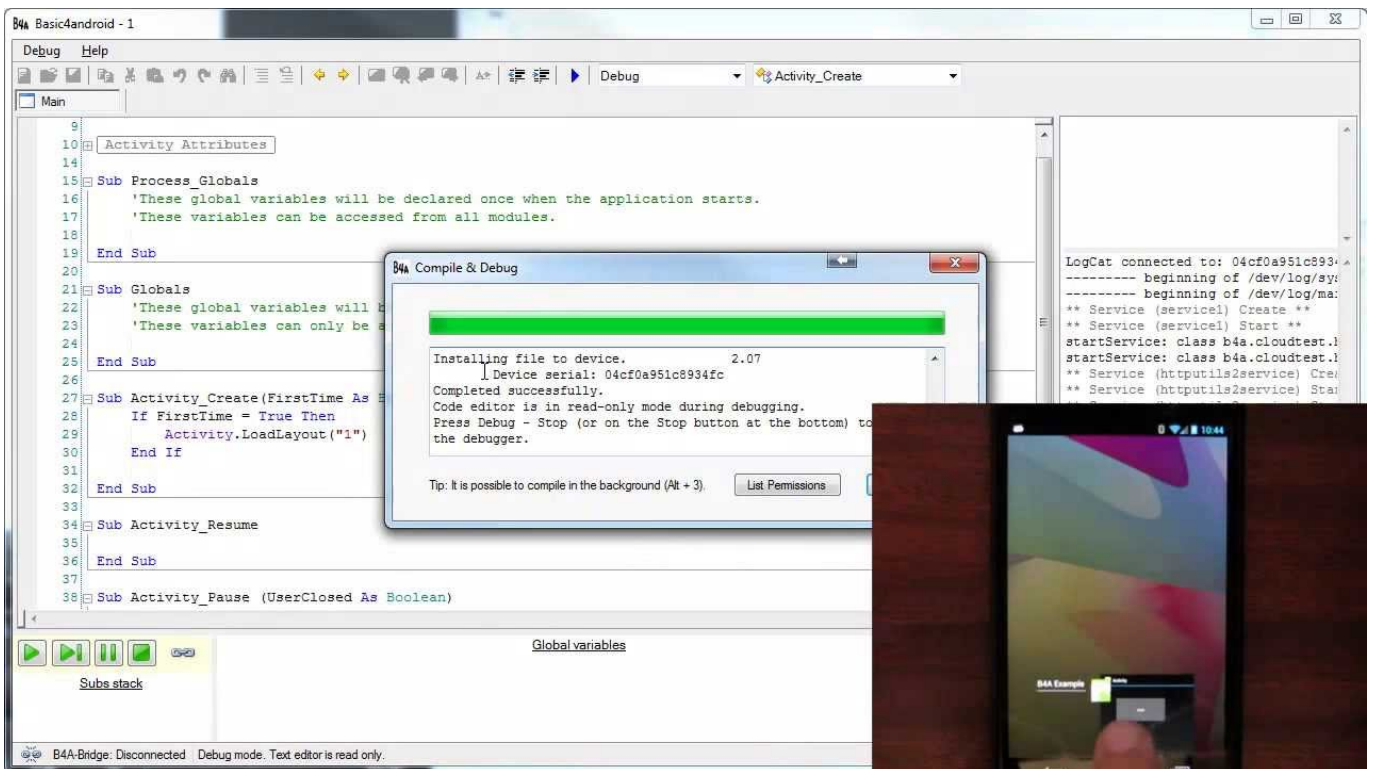 B4A Basic4android - 1
Debug Help
Debug Activity_Create
Main
9
10 Activity Attributes
14
15 Sub Process_Globals
16 'These global variables will be declared once when the application starts.
17 'These variables can be accessed from all modules.
18
19 End Sub
20
21 Sub Globals
22 'These global variables will
23 'These variables can only be
24
25 End Sub
26
27 Sub Activity_Create(FirstTime As
28 If FirstTime = True Then
29 Activity.LoadLayout("1")
30 End If
31
32 End Sub
33
34 Sub Activity_Resume
35
36 End Sub
37
38 Sub Activity_Pause (UserClosed As Boolean)
B4A Compile & Debug
Installing file to device. 2.07
Device serial: 04cf0a951c8934fc
Completed successfully.
Code editor is in read-only mode during debugging.
Press Debug - Stop (or on the Stop button at the bottom) to
the debugger.
Tip: It is possible to compile in the background (Alt + 3).
List Permissions
LogCat connected to: 04cf0a951c893
--------- beginning of /dev/log/sys
--------- beginning of /dev/log/mai
** Service (service1) Create **
** Service (service1) Start **
startService: class b4a.cloudtest.
startService: class b4a.cloudtest.
** Service (httputils2service) Crea
** Service (httputils2service) Star
10:44
B4A Example
Activity
Global variables
Subs stack
B4A-Bridge: Disconnected Debug mode. Text editor is read only.